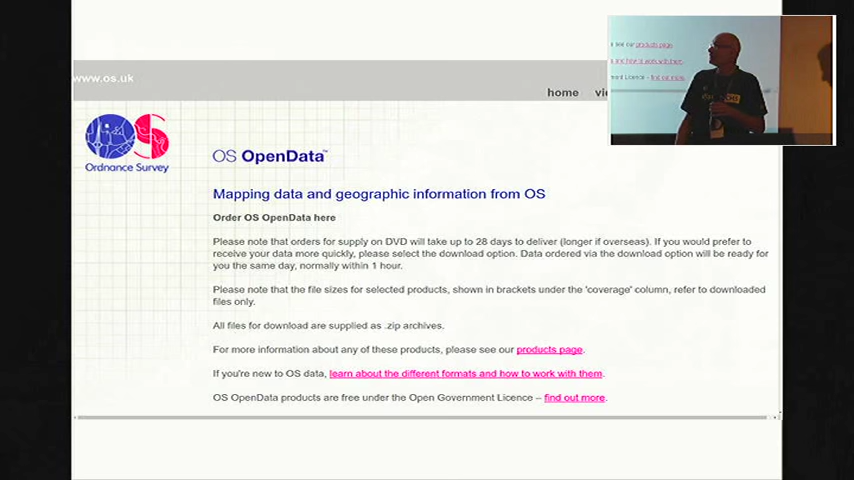 www.os.uk
home
Ordnance Survey
OS OpenData™
Mapping data and geographic information from OS
Order OS OpenData here
Please note that orders for supply on DVD will take up to 28 days to deliver (longer if overseas). If you would prefer to
receive your data more quickly, please select the download option. Data ordered via the download option will be ready for
you the same day, normally within 1 hour.
Please note that the file sizes for selected products, shown in brackets under the 'coverage' column, refer to downloaded
files only.
All files for download are supplied as .zip archives.
For more information about any of these products, please see our products page.
If you're new to OS data, learn about the different formats and how to work with them.
OS OpenData products are free under the Open Government Licence – find out more.
products page.